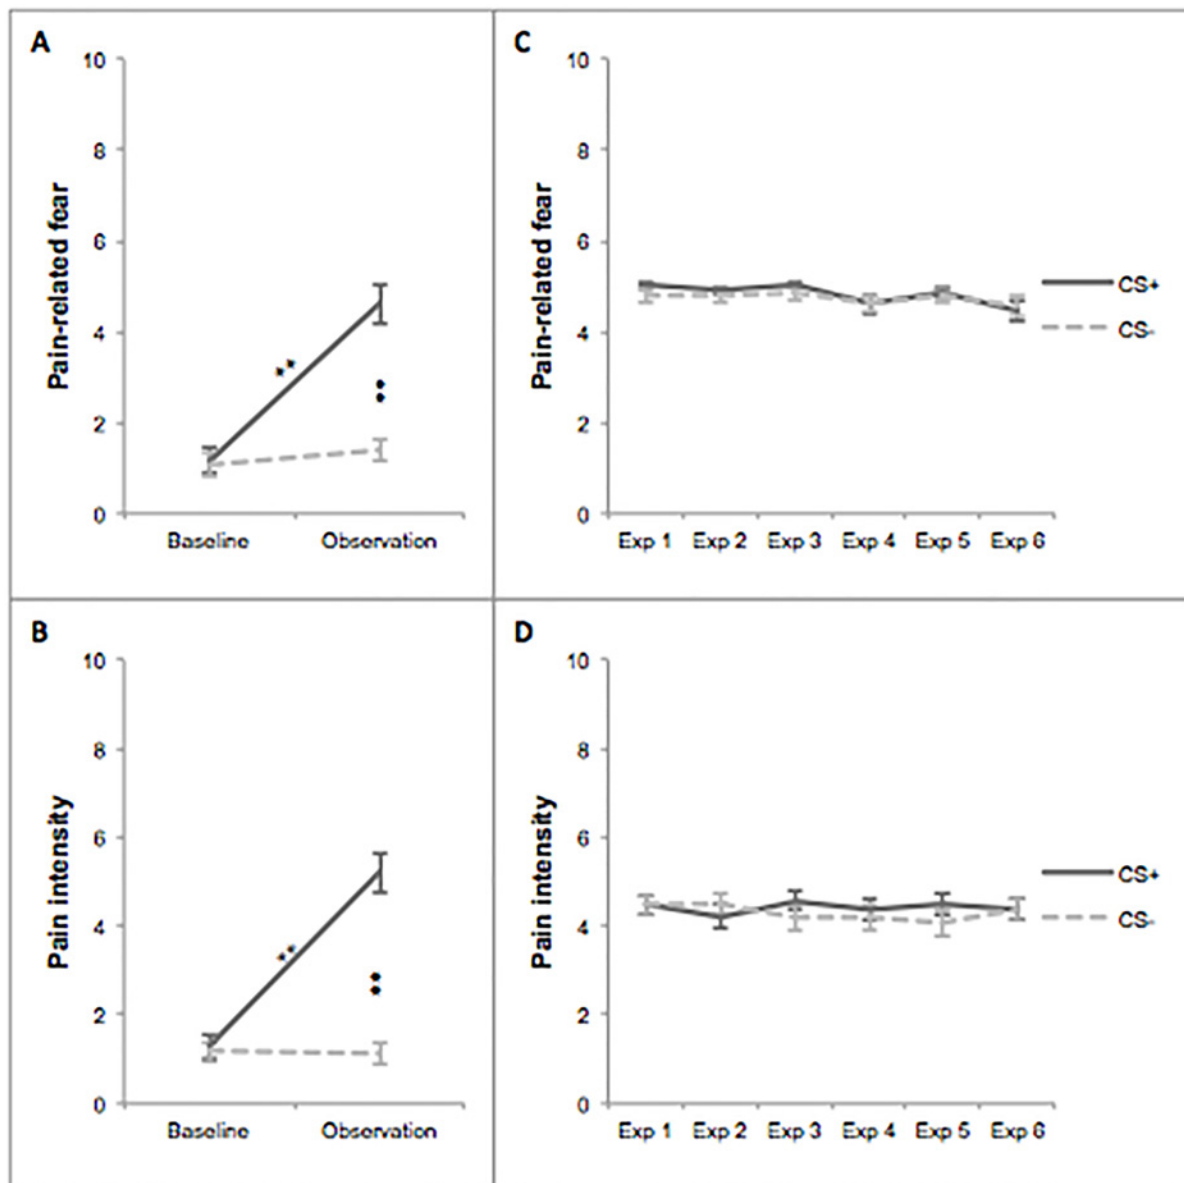 A
10
8
6
4
2
0
Pain-related fear
**
**
Baseline Observation
C
10
8
6
4
2
0
Pain-related fear
CS+
CS-
Exp 1 Exp 2 Exp 3 Exp 4 Exp 5 Exp 6
B
10
8
6
4
2
0
Pain intensity
**
**
Baseline Observation
D
10
8
6
4
2
0
Pain intensity
CS+
CS-
Exp 1 Exp 2 Exp 3 Exp 4 Exp 5 Exp 6